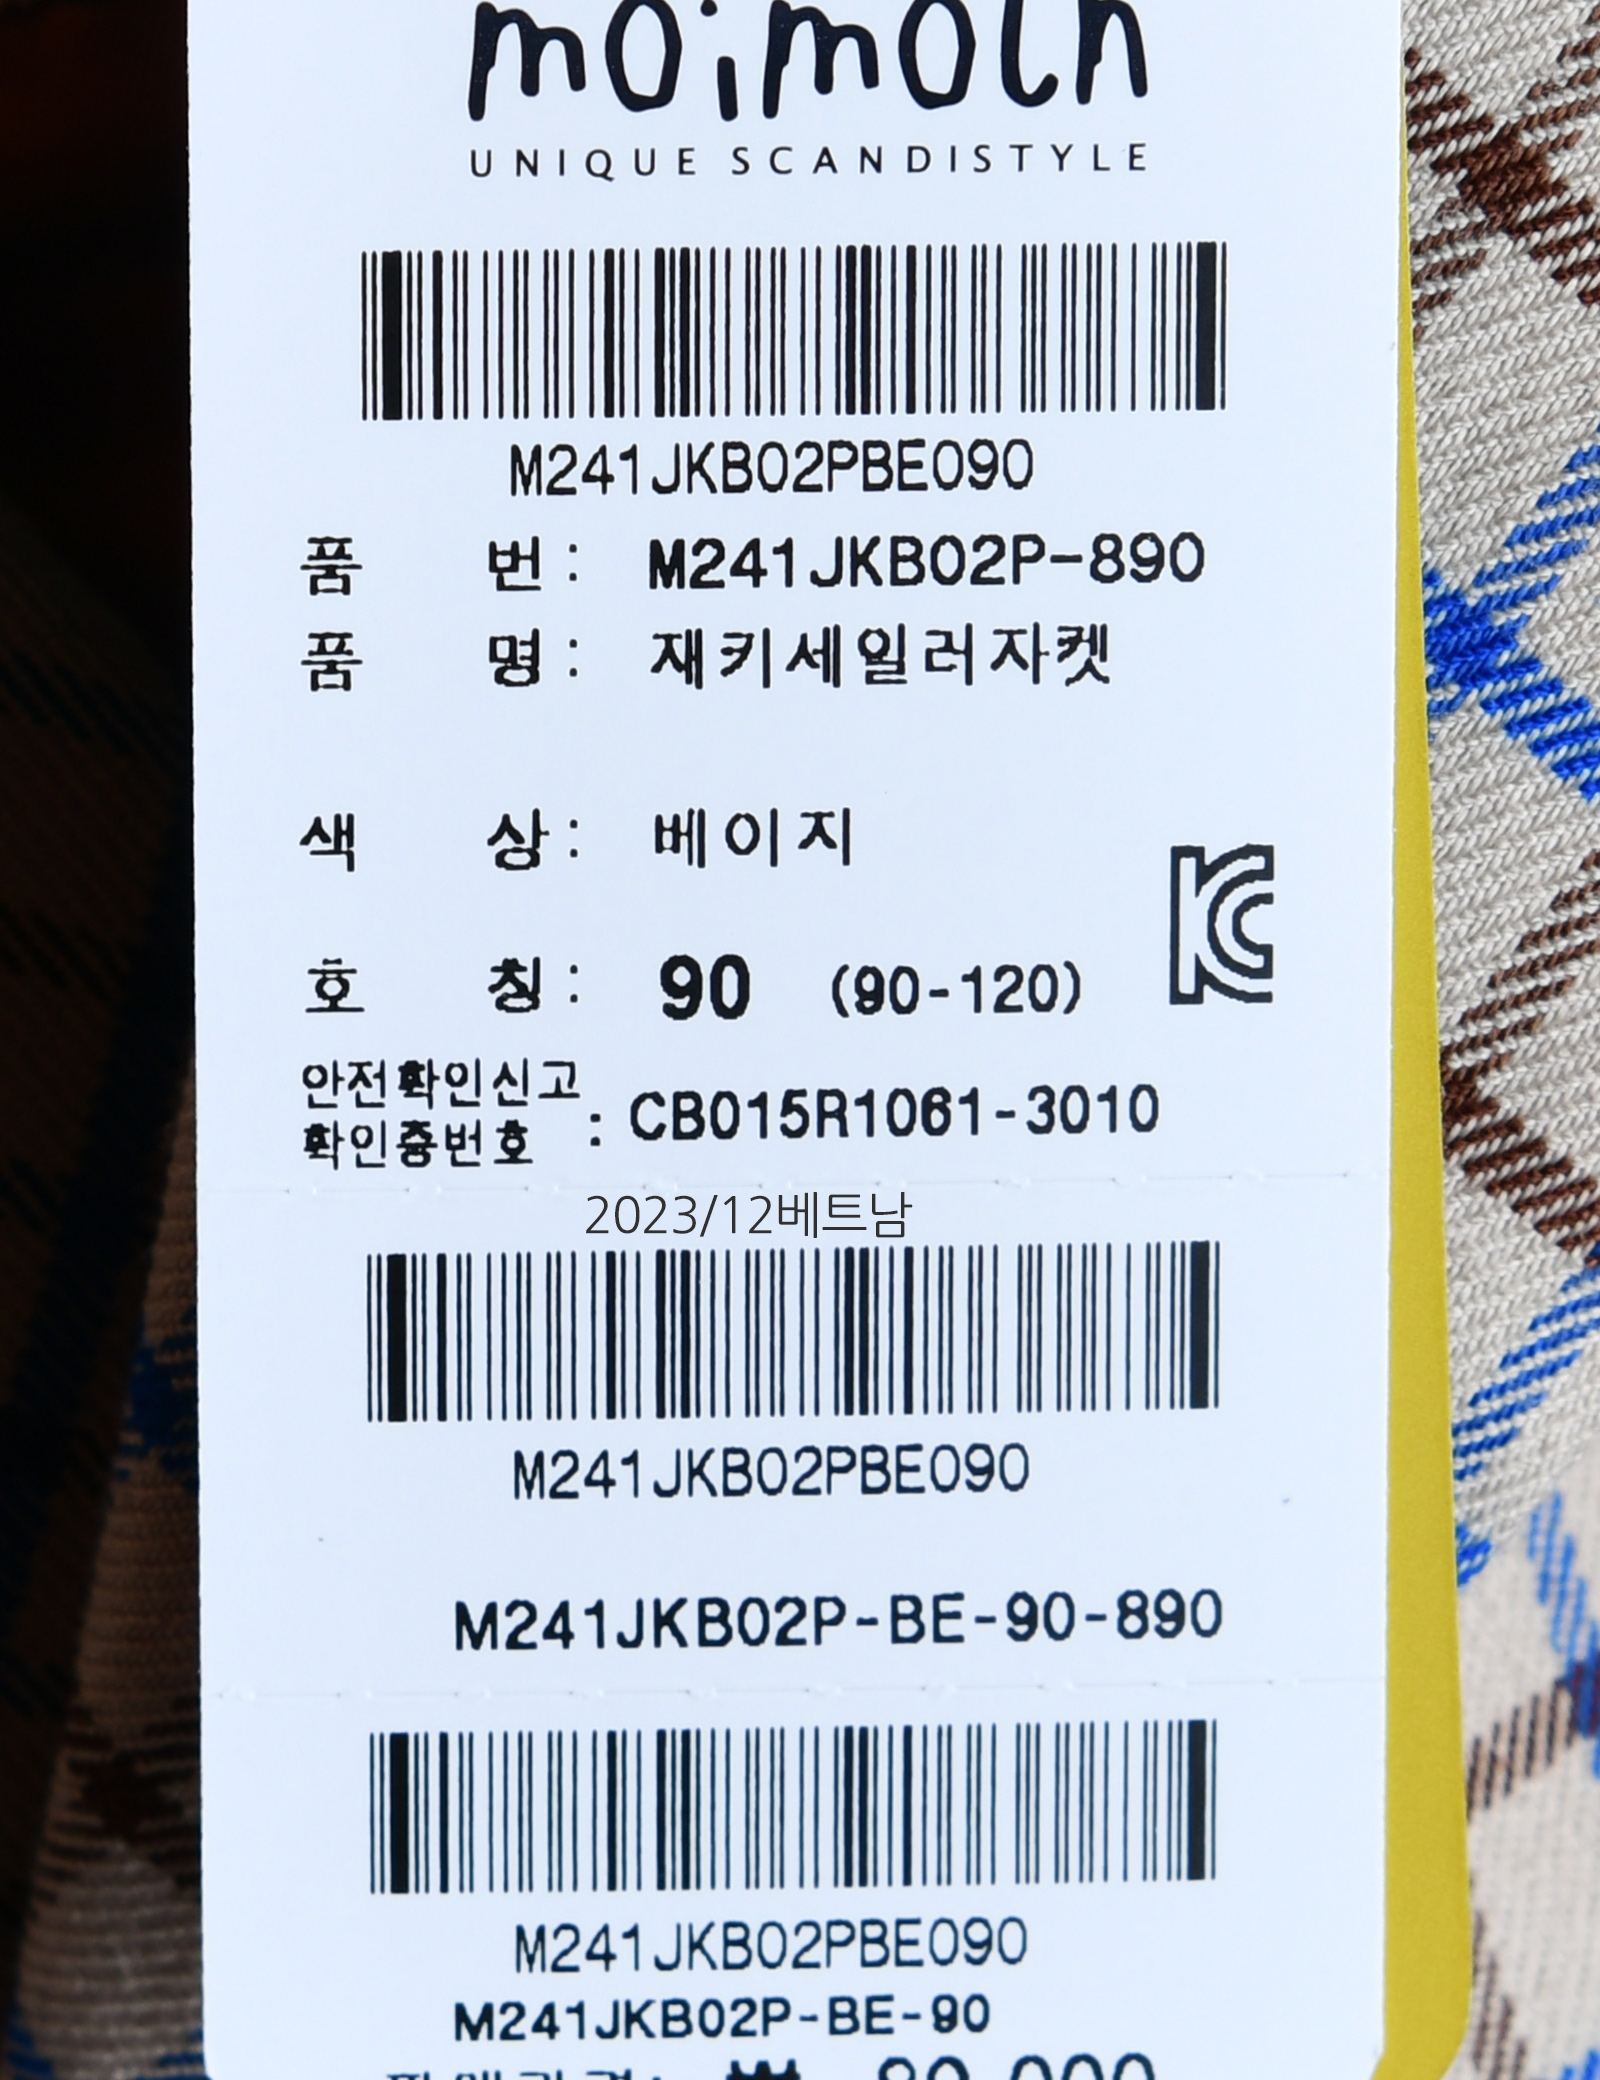 moimoln
UNIQUE SCANDISTYLE
M241JKB02PBE090
품 번 : M241JKB02P-890
품 명 : 재키세일러자켓
색 상 : 베이지
호 칭 : 90 (90-120)
안전확인신고
확인증번호 : CB015R1061-3010
2023/12베트남
M241JKB02PBE090
M241JKB02P-BE-90-890
M241JKB02PBE090
M241JKB02P-BE-90